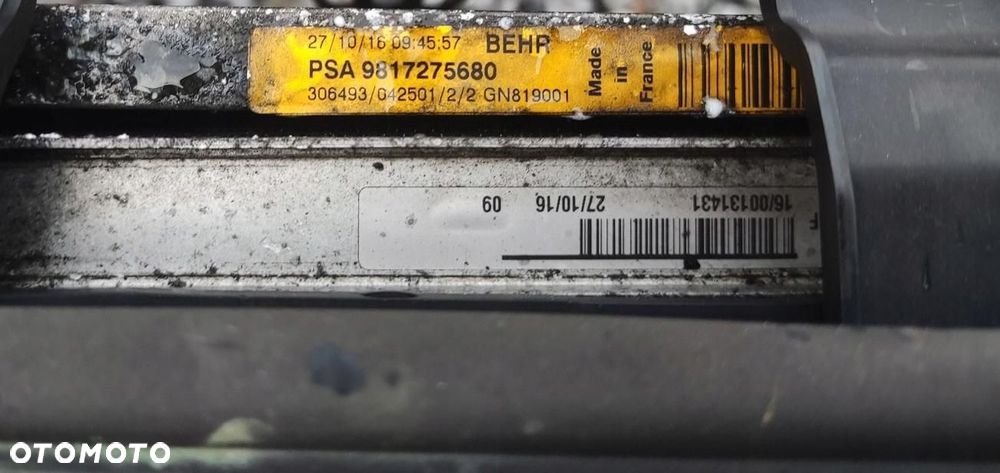 27/10/16 09:45:57 BEHR
PSA 9817275680
306493/042501/2/2 GN819001
Made
in
France
16/00131431 27/10/16 09
F
OTOMOTO